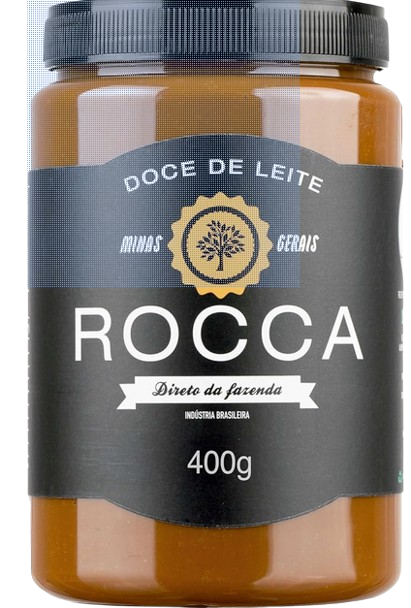 DOCE DE LEITE
MINAS GERAIS
ROCCA
Direto da fazenda
INDÚSTRIA BRASILEIRA
400g